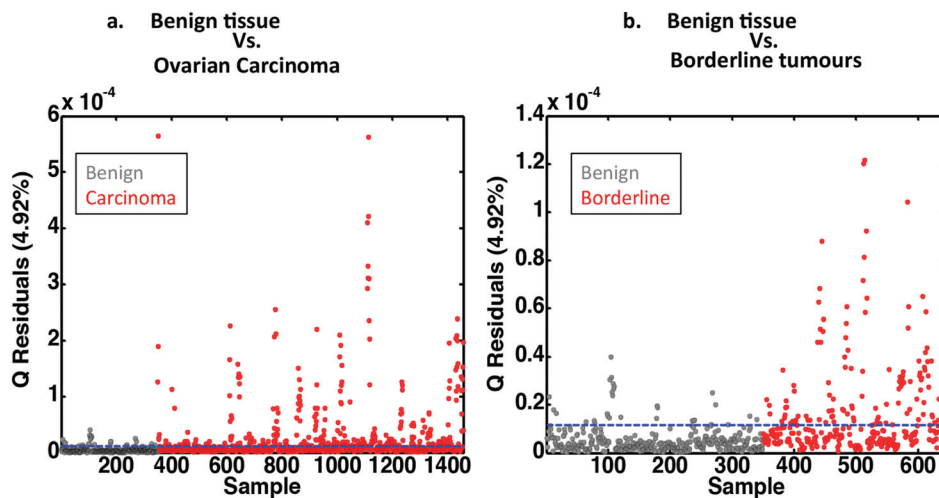 a. Benign tissue
Vs.
Ovarian Carcinoma
6 x 10-4
5
4
3
2
1
0
Q Residuals (4.92%)
Benign
Carcinoma
200 400 600 800 1000 1200 1400
Sample
b. Benign tissue
Vs.
Borderline tumours
1.4 x 10-4
1.2
1
0.8
0.6
0.4
0.2
0
Q Residuals (4.92%)
Benign
Borderline
100 200 300 400 500 600
Sample